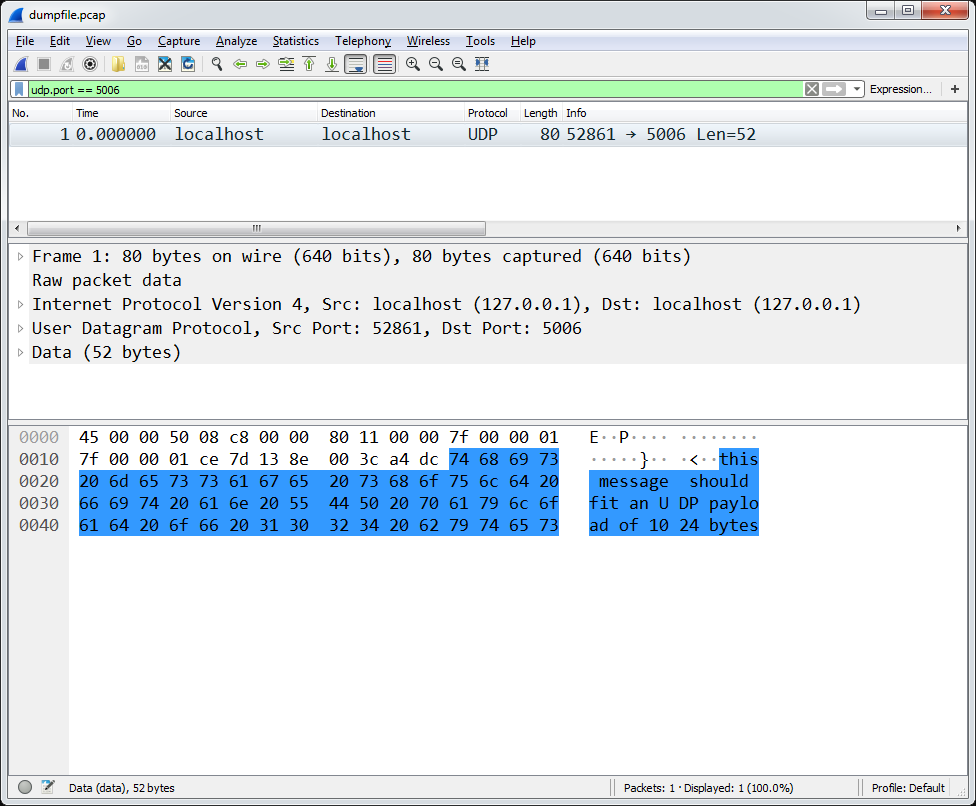 dumpfile.pcap
File Edit View Go Capture Analyze Statistics Telephony Wireless Tools Help
udp.port == 5006 Expression... +
No. Time Source Destination Protocol Length Info
1 0.000000 localhost localhost UDP 80 52861 → 5006 Len=52
Frame 1: 80 bytes on wire (640 bits), 80 bytes captured (640 bits)
Raw packet data
Internet Protocol Version 4, Src: localhost (127.0.0.1), Dst: localhost (127.0.0.1)
User Datagram Protocol, Src Port: 52861, Dst Port: 5006
Data (52 bytes)
0000 45 00 00 50 08 c8 00 00 80 11 00 00 7f 00 00 01 E··P···· ········
0010 7f 00 00 01 ce 7d 13 8e 00 3c a4 dc 74 68 69 73 ·····}·· ·<··this
0020 20 6d 65 73 73 61 67 65 20 73 68 6f 75 6c 64 20 message should
0030 66 69 74 20 61 6e 20 55 44 50 20 70 61 79 6c 6f fit an U DP paylo
0040 61 64 20 6f 66 20 31 30 32 34 20 62 79 74 65 73 ad of 10 24 bytes
Data (data), 52 bytes Packets: 1 · Displayed: 1 (100.0%) Profile: Default